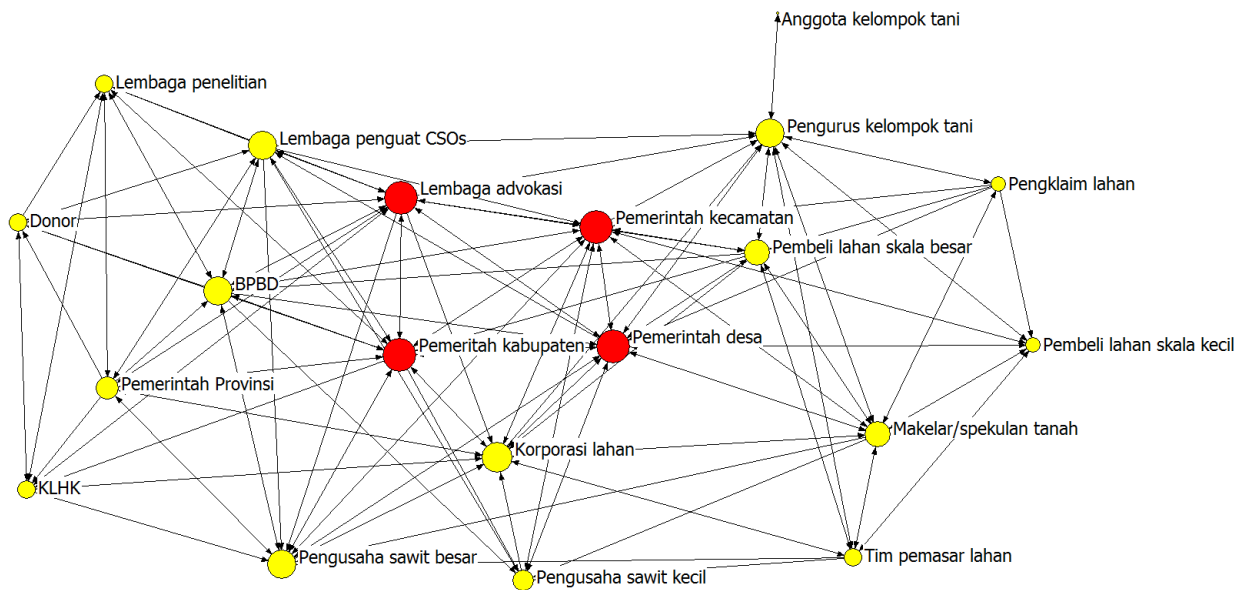 Anggota kelompok tani
Lembaga penelitian
Lembaga penguat CSOs
Pengurus kelompok tani
Lembaga advokasi
Pengklaim lahan
Donor
Pemerintah kecamatan
Pembeli lahan skala besar
BPBD
Pemeritah kabupaten
Pemerintah desa
Pembeli lahan skala kecil
Pemerintah Provinsi
Makelar/spekulan tanah
Korporasi lahan
KLHK
Pengusaha sawit besar
Tim pemasar lahan
Pengusaha sawit kecil